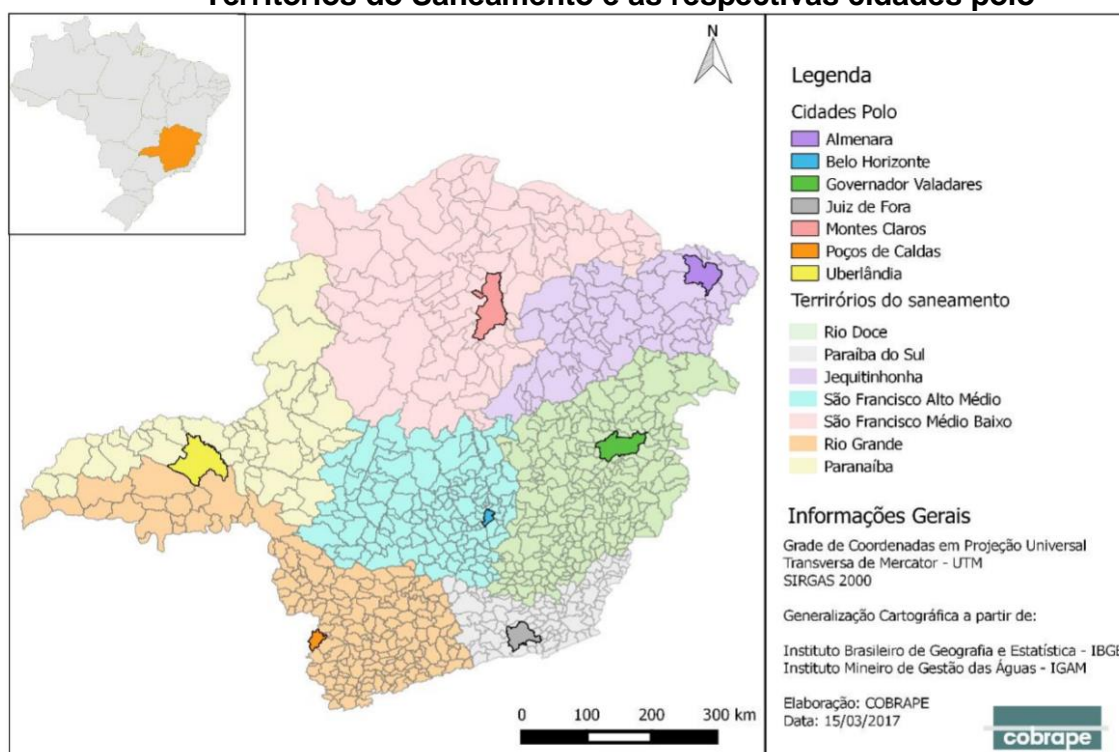 Territórios do Saneamento e as respectivas cidades polo
N
Legenda
Cidades Polo
Almenara
Belo Horizonte
Governador Valadares
Juiz de Fora
Montes Claros
Poços de Caldas
Uberlândia
Terrirórios do saneamento
Rio Doce
Paraíba do Sul
Jequitinhonha
São Francisco Alto Médio
São Francisco Médio Baixo
Rio Grande
Paranaíba
Informações Gerais
Grade de Coordenadas em Projeção Universal
Transversa de Mercator - UTM
SIRGAS 2000
Generalização Cartográfica a partir de:
Instituto Brasileiro de Geografia e Estatística - IBGE
Instituto Mineiro de Gestão das Águas - IGAM
Elaboração: COBRAPE
Data: 15/03/2017
cobrape
0 100 200 300 km